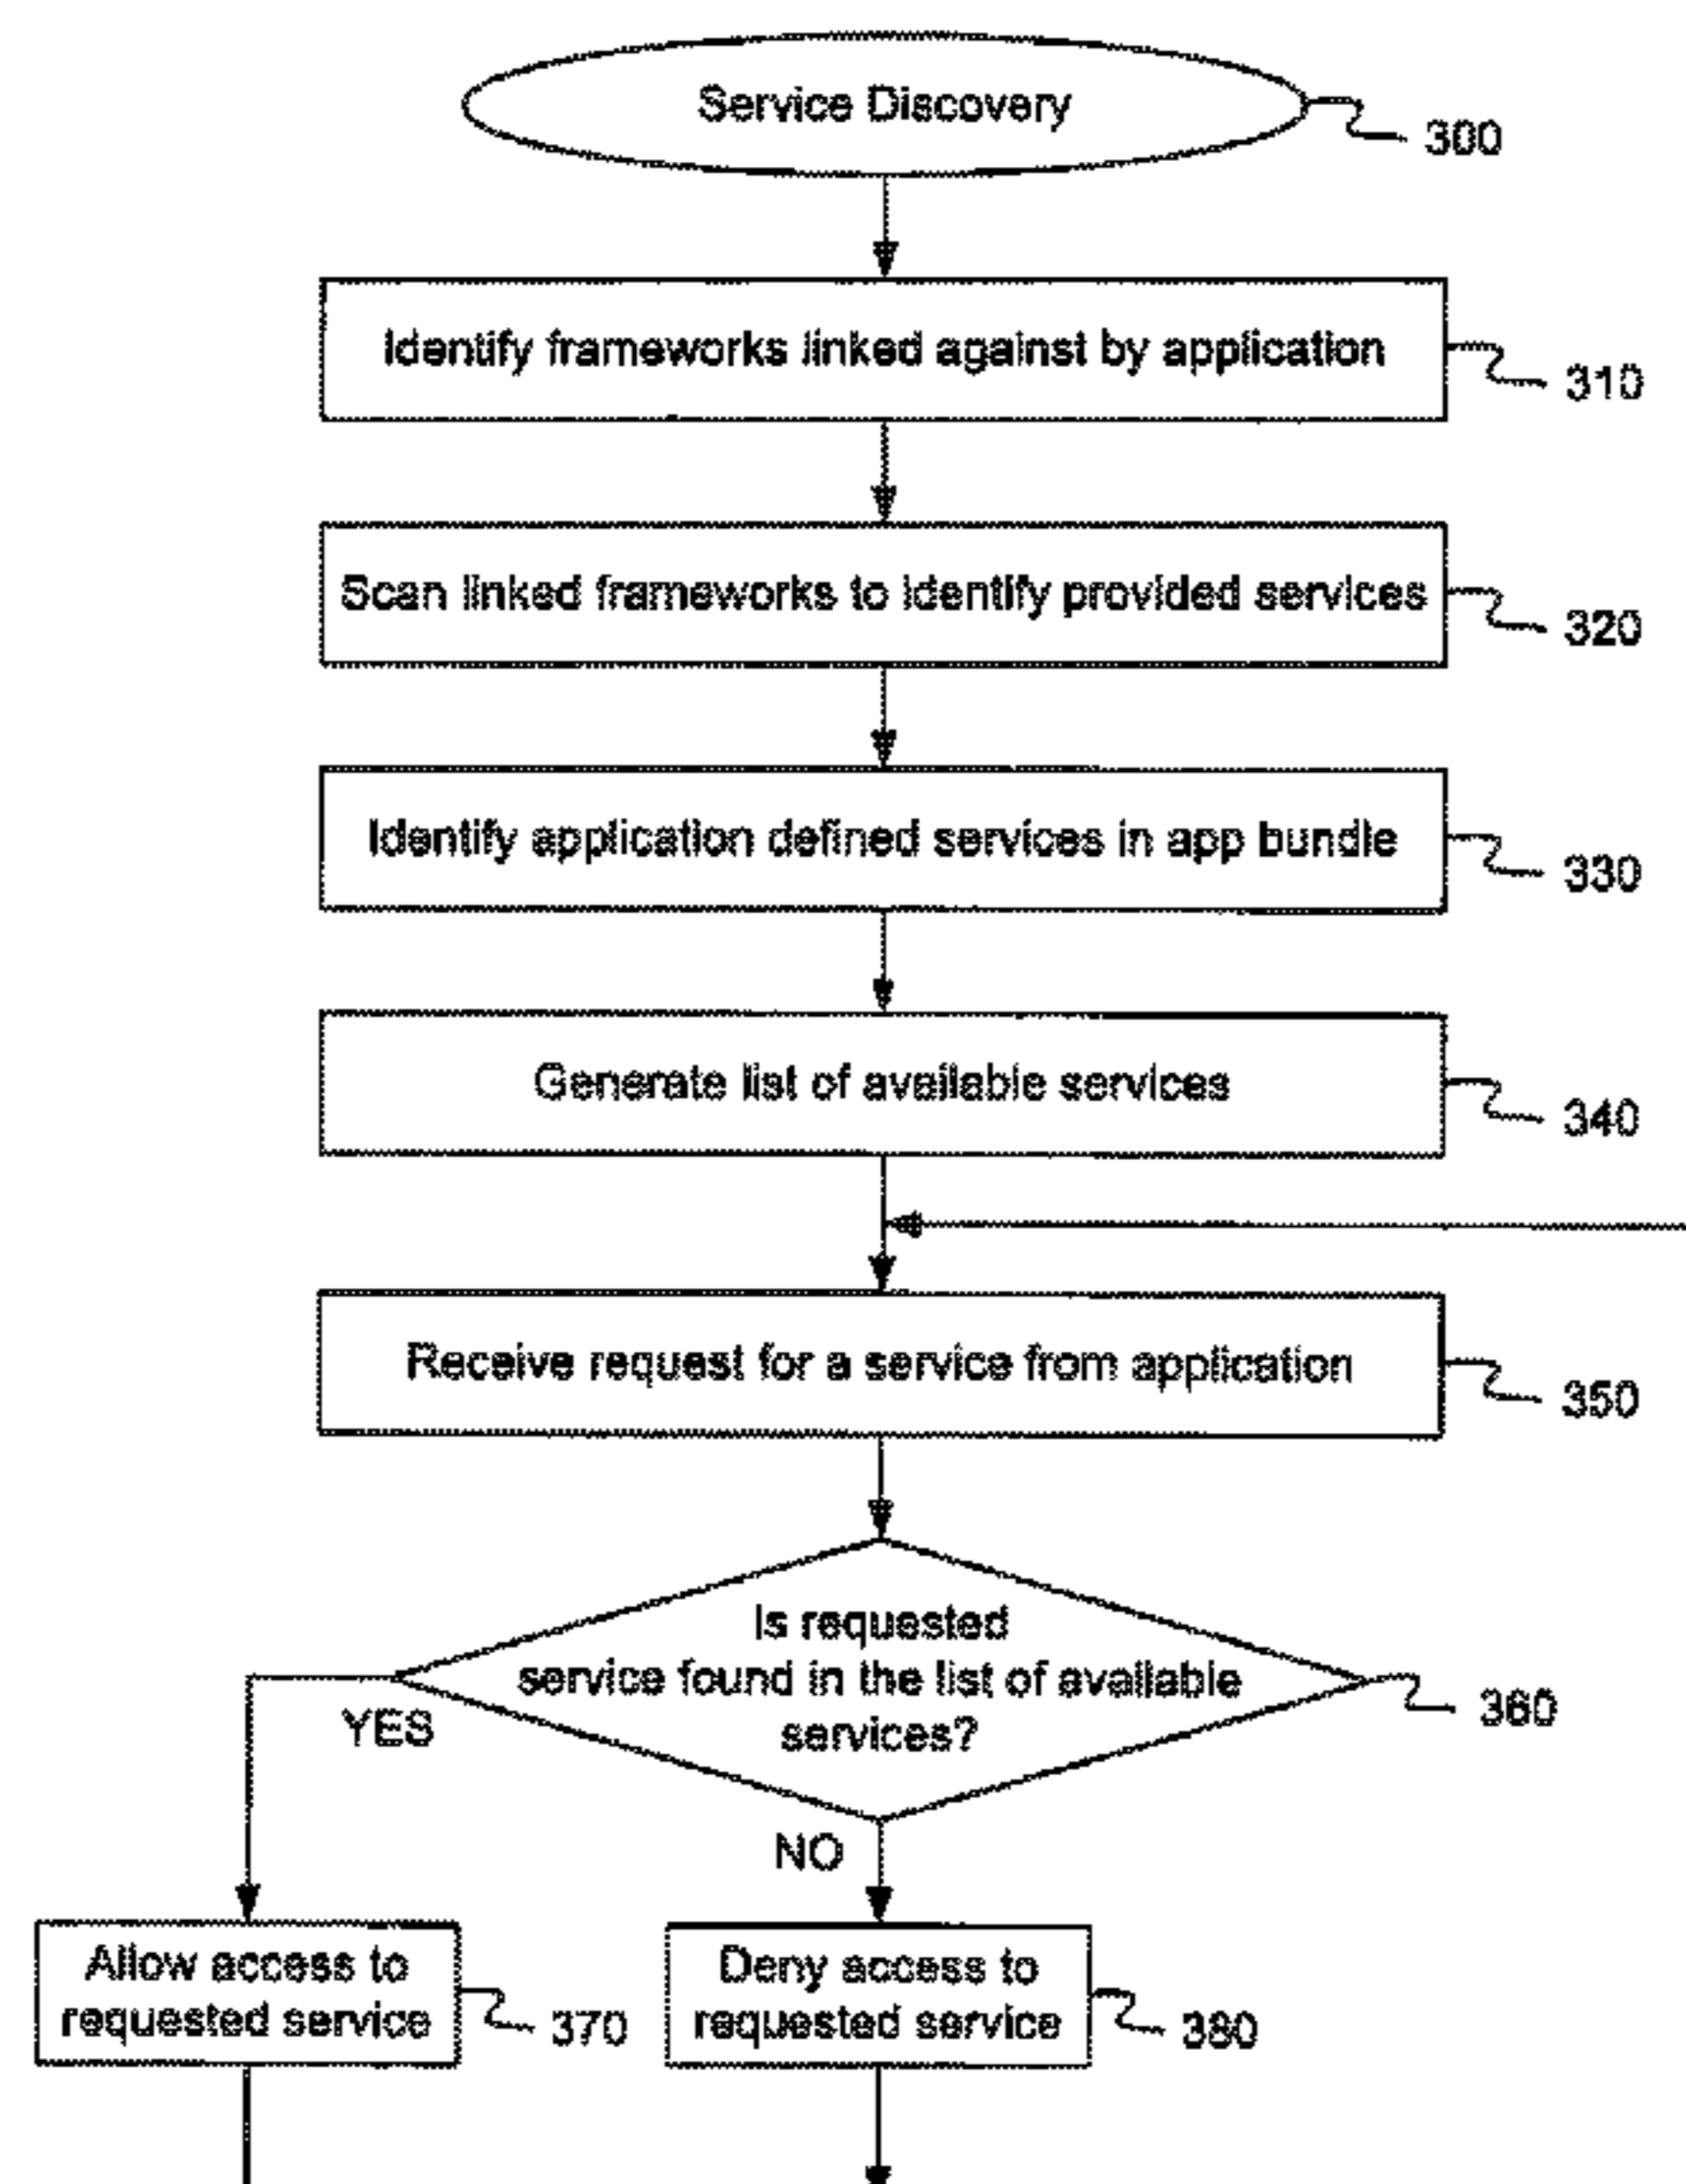 Service Discovery
300
Identify frameworks linked against by application
310
Scan linked frameworks to identify provided services
320
Identify application defined services in app bundle
330
Generate list of available services
340
Receive request for a service from application
350
Is requested
service found in the list of available
services?
360
YES
NO
Allow access to
requested service
370
Deny access to
requested service
380